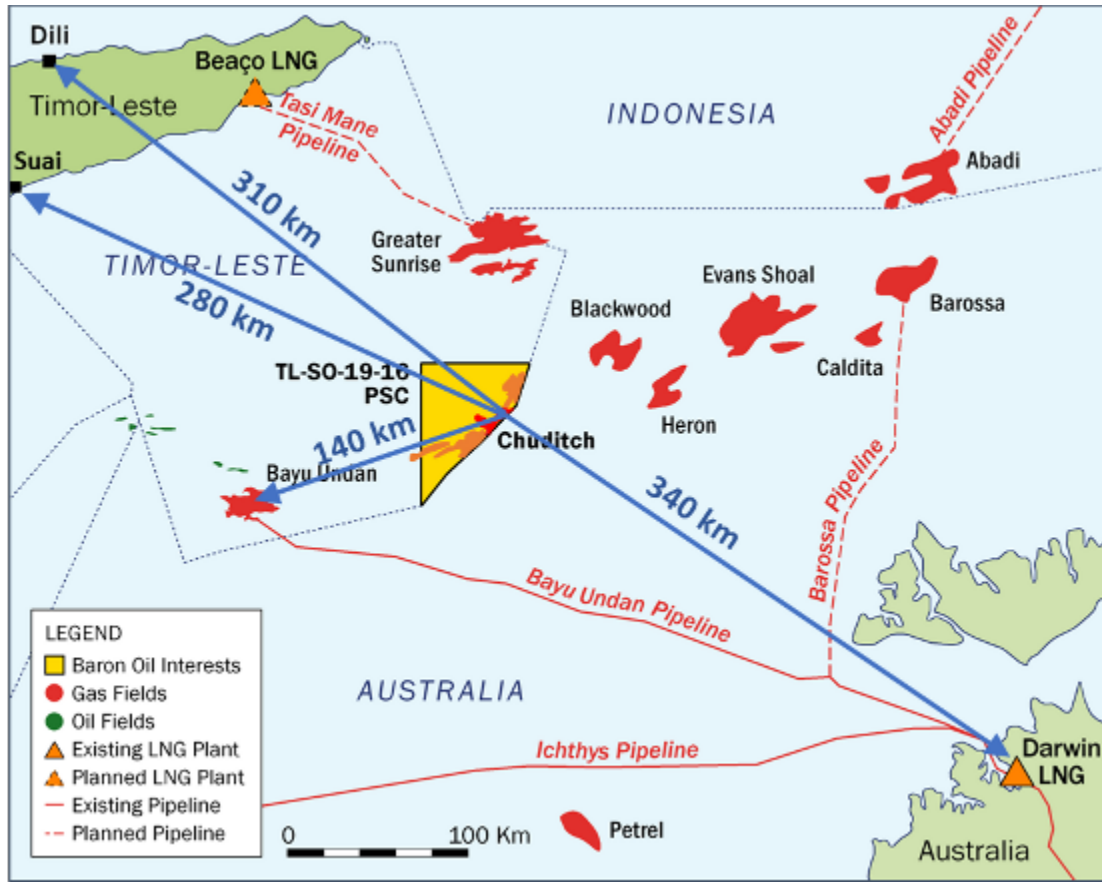 Dili
Beaço LNG
Timor-Leste
Tasi Mane
Pipeline
INDONESIA
Abadi Pipeline
Abadi
Suai
310 km
Greater
Sunrise
TIMOR-LESTE
280 km
Evans Shoal
Barossa
Blackwood
Caldita
TL-SO-19-16
PSC
Heron
Chuditch
140 km
Bayu Undan
340 km
Barossa Pipeline
Bayu Undan Pipeline
LEGEND
Baron Oil Interests
Gas Fields
Oil Fields
Existing LNG Plant
Planned LNG Plant
Existing Pipeline
Planned Pipeline
AUSTRALIA
Ichthys Pipeline
Darwin
LNG
0 100 Km
Petrel
Australia